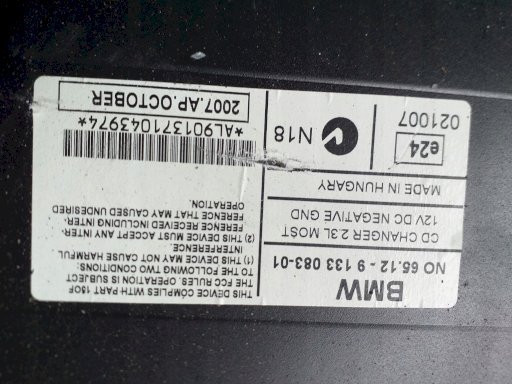 BMW
NO 65.12 - 9 133 083-01
CD CHANGER 2.3L MOST
12V DC NEGATIVE GND
MADE IN HUNGARY
e24
021007
N18
THIS DEVICE COMPLIES WITH PART 15OF
THE FCC RULES. OPERATION IS SUBJECT
TO THE FOLLOWING TWO CONDITIONS:
(1) THIS DEVICE MAY NOT CAUSE HARMFUL
INTERFERENCE.
(2) THIS DEVICE MUST ACCEPT ANY INTER-
FERENCE RECEIVED INCLUDING INTER-
FERENCE THAT MAY CAUSED UNDESIRED
OPERATION.
*AL901371043974*
2007.AP.OCTOBER